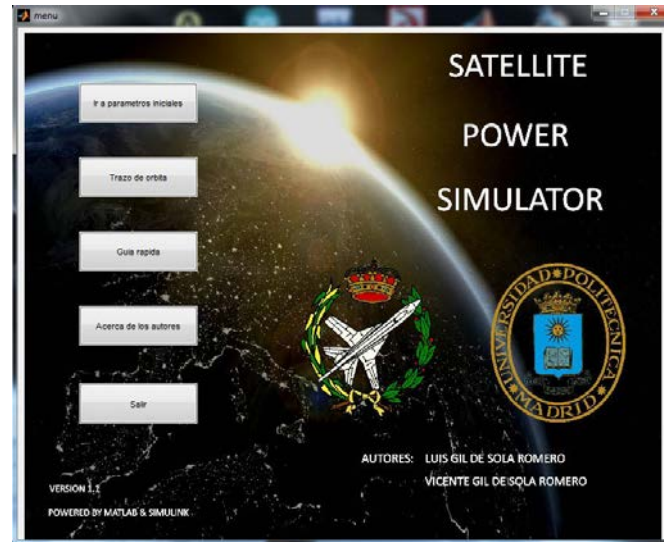 menu
SATELLITE
POWER
SIMULATOR
Ir a parametros iniciales
Trazo de orbita
Guia rapida
Acerca de los autores
Salir
UNIVERSIDAD POLITECNICA
MADRID
AUTORES: LUIS GIL DE SOLA ROMERO
VICENTE GIL DE SOLA ROMERO
VERSION 1.1
POWERED BY MATLAB & SIMULINK